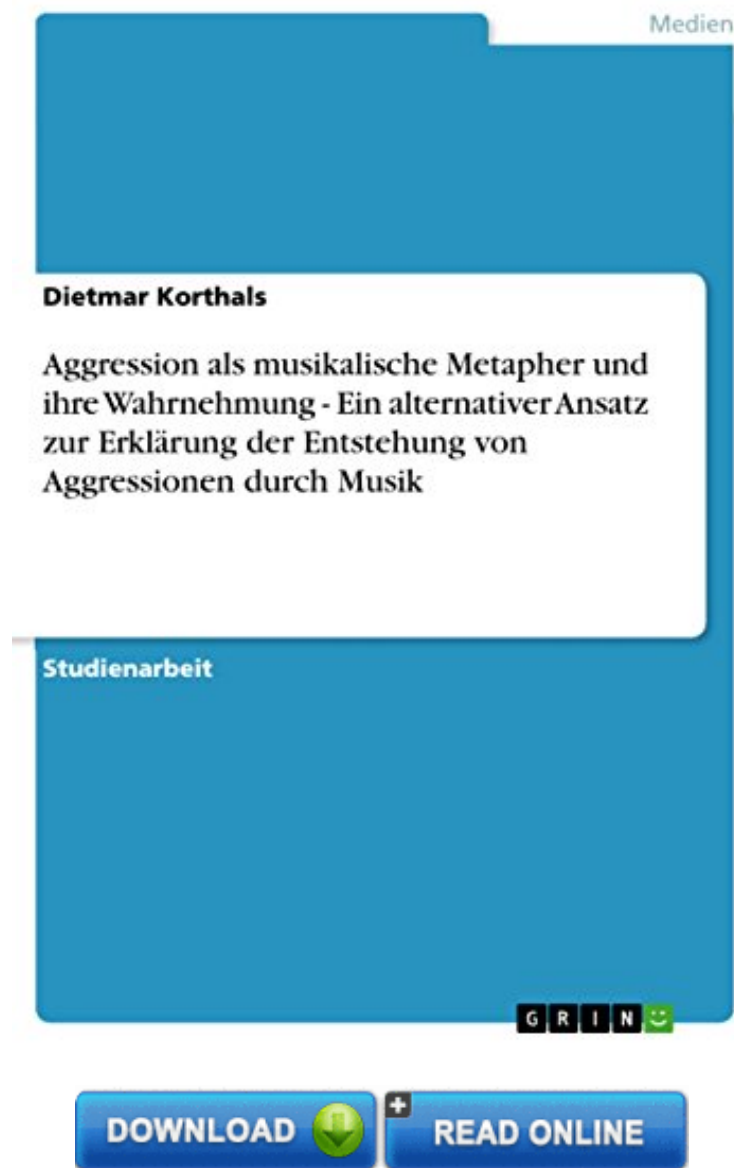 Medien
Dietmar Korthals
Aggression als musikalische Metapher und
ihre Wahrnehmung - Ein alternativer Ansatz
zur Erklärung der Entstehung von
Aggressionen durch Musik
Studienarbeit
GRIN
DOWNLOAD
READ ONLINE